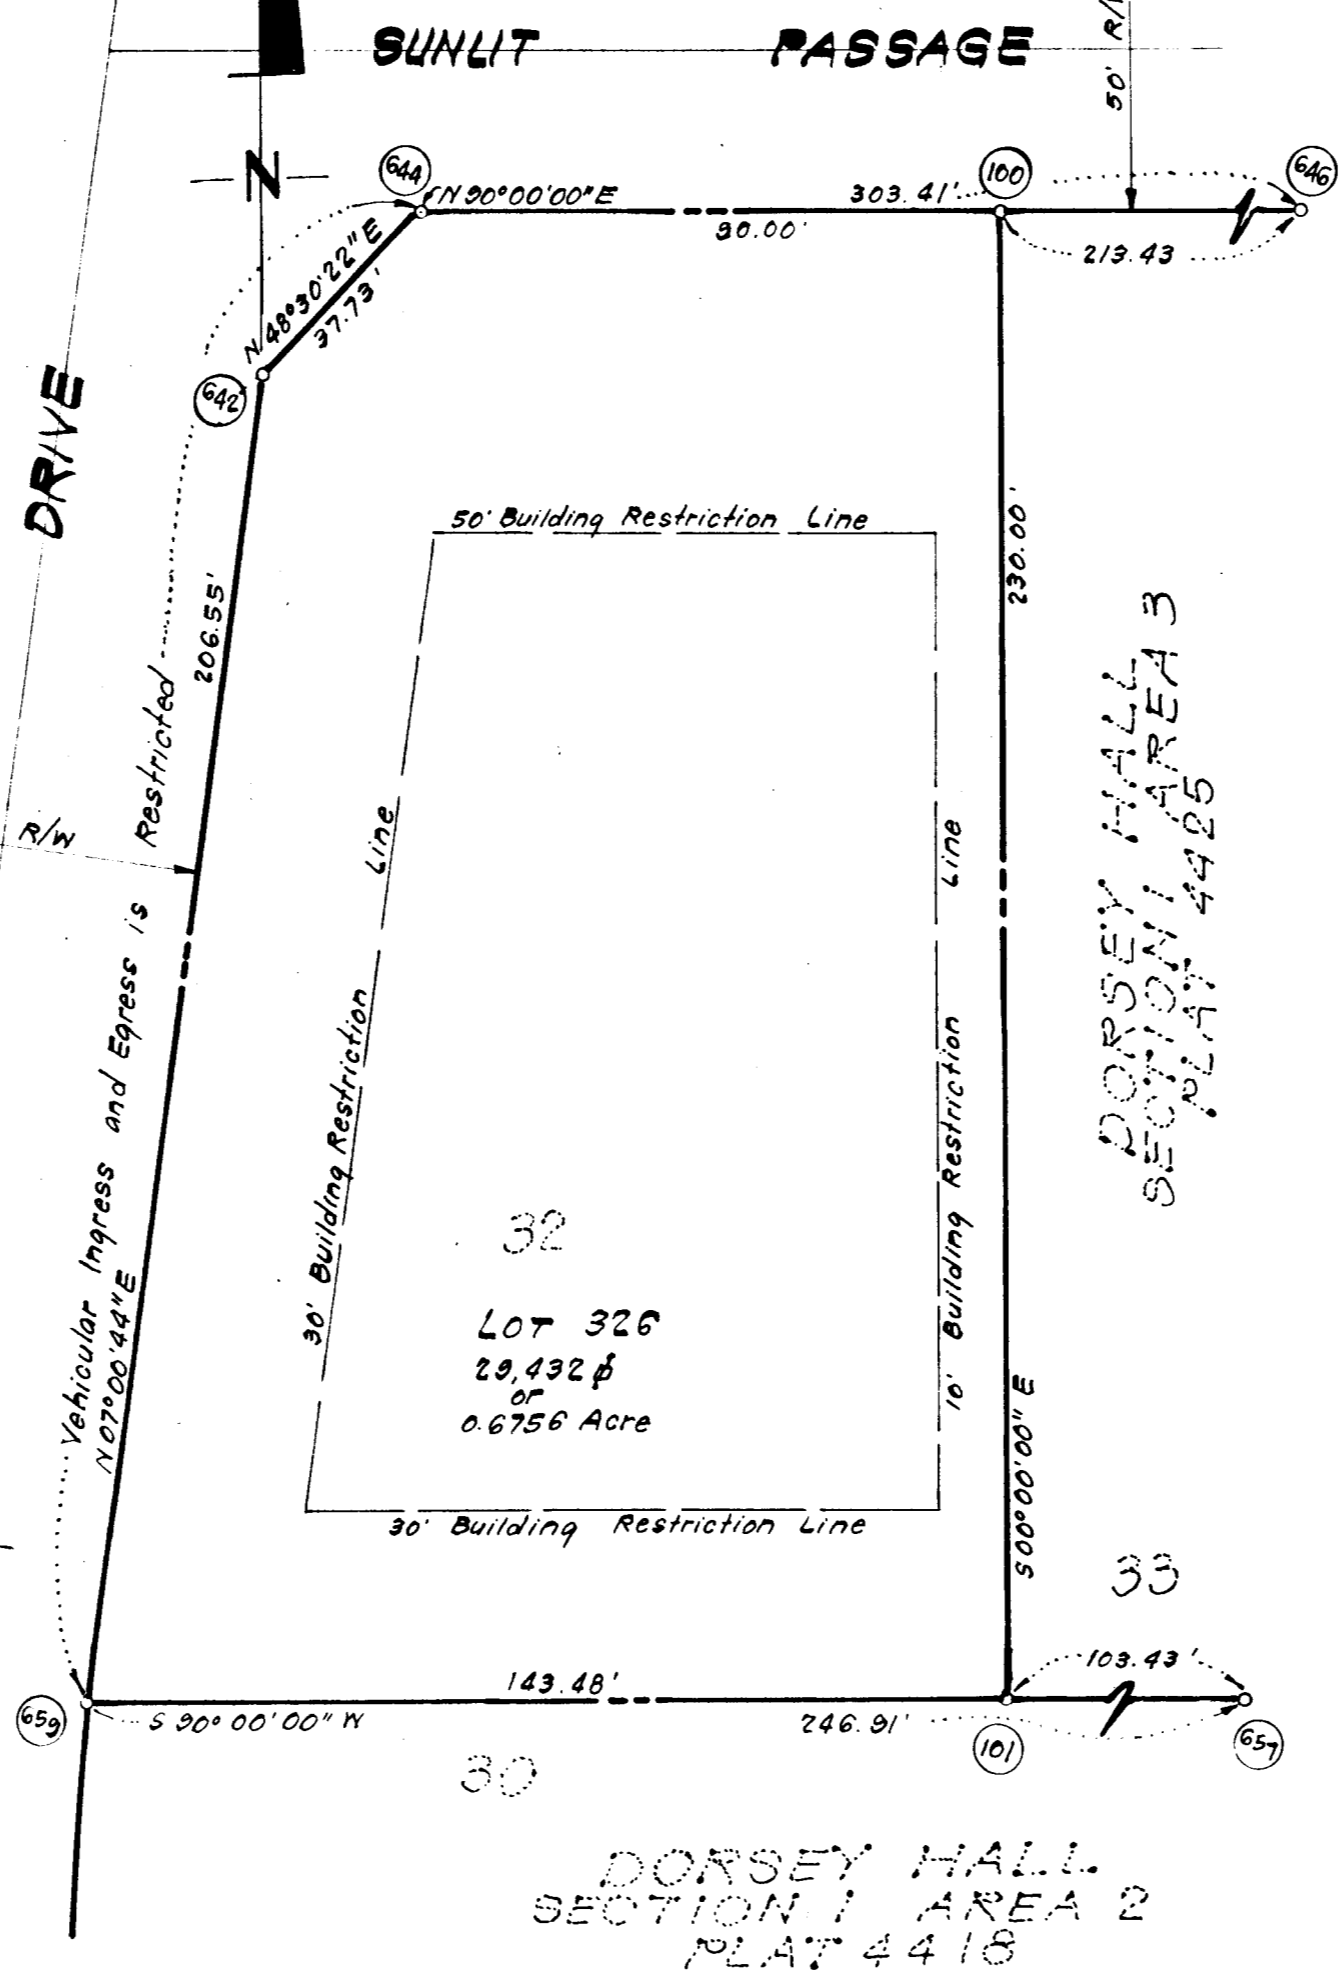 SUNLIT PASSAGE
50' R/
N
644
N 90°00'00" E
303.41'
100
646
90.00'
213.43
N 48°30'22" E
37.73'
642
DRIVE
50' Building Restriction Line
206.55'
230.00'
Vehicular Ingress and Egress is Restricted
R/W
N 07°00'44" E
30' Building Restriction Line
10' Building Restriction Line
DORSEY HALL
SECTION 1 AREA 3
PLAT 4425
32
LOT 326
29,432
or
0.6756 Acre
S 00°00'00" E
30' Building Restriction Line
33
103.43'
143.48'
659
S 90°00'00" W
246.91'
101
657
30
DORSEY HALL
SECTION 1 AREA 2
PLAT 4418